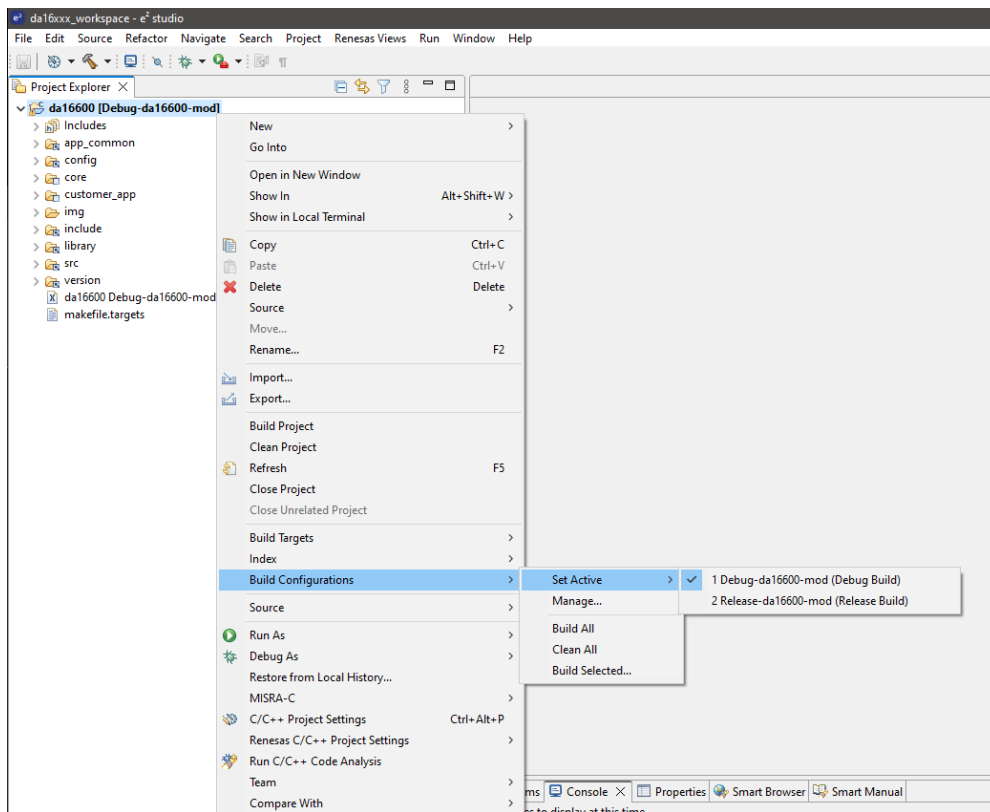 da16xxx_workspace - e² studio
File Edit Source Refactor Navigate Search Project Renesas Views Run Window Help
Project Explorer
da16600 [Debug-da16600-mod]
Includes
app_common
config
core
customer_app
img
include
library
src
version
da16600 Debug-da16600-mod
makefile.targets
New
Go Into
Open in New Window
Show In Alt+Shift+W
Show in Local Terminal
Copy Ctrl+C
Paste Ctrl+V
Delete Delete
Source
Move...
Rename... F2
Import...
Export...
Build Project
Clean Project
Refresh F5
Close Project
Close Unrelated Project
Build Targets
Index
Build Configurations
Source
Run As
Debug As
Restore from Local History...
MISRA-C
C/C++ Project Settings Ctrl+Alt+P
Renesas C/C++ Project Settings
Run C/C++ Code Analysis
Team
Compare With
Set Active
Manage...
Build All
Clean All
Build Selected...
1 Debug-da16600-mod (Debug Build)
2 Release-da16600-mod (Release Build)
ms Console Properties Smart Browser Smart Manual
to display at this time.